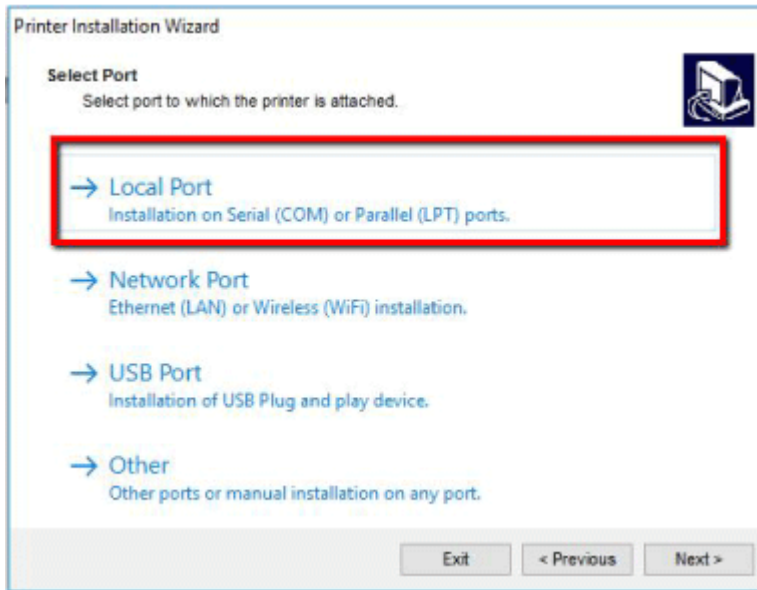 Printer Installation Wizard
Select Port
Select port to which the printer is attached.
→ Local Port
Installation on Serial (COM) or Parallel (LPT) ports.
→ Network Port
Ethernet (LAN) or Wireless (WiFi) installation.
→ USB Port
Installation of USB Plug and play device.
→ Other
Other ports or manual installation on any port.
Exit < Previous Next >